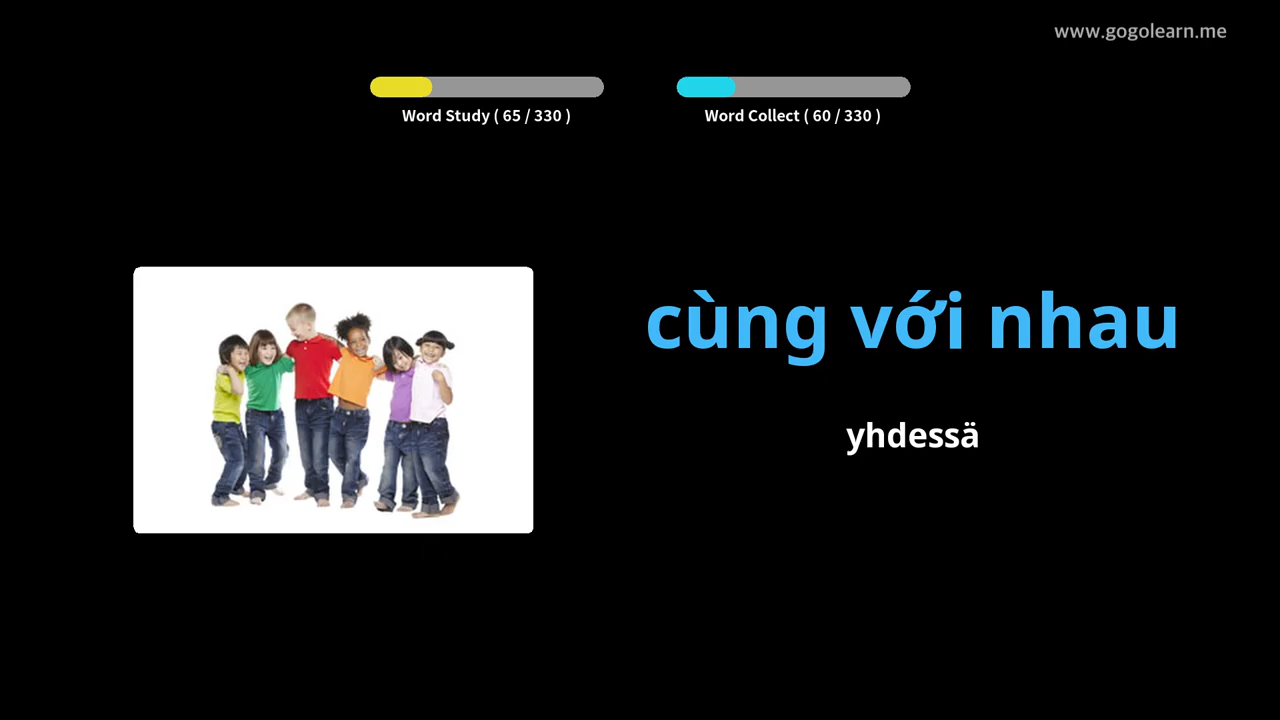 www.gogolearn.me
Word Study ( 65 / 330 )
Word Collect ( 60 / 330 )
cùng với nhau
yhdessä